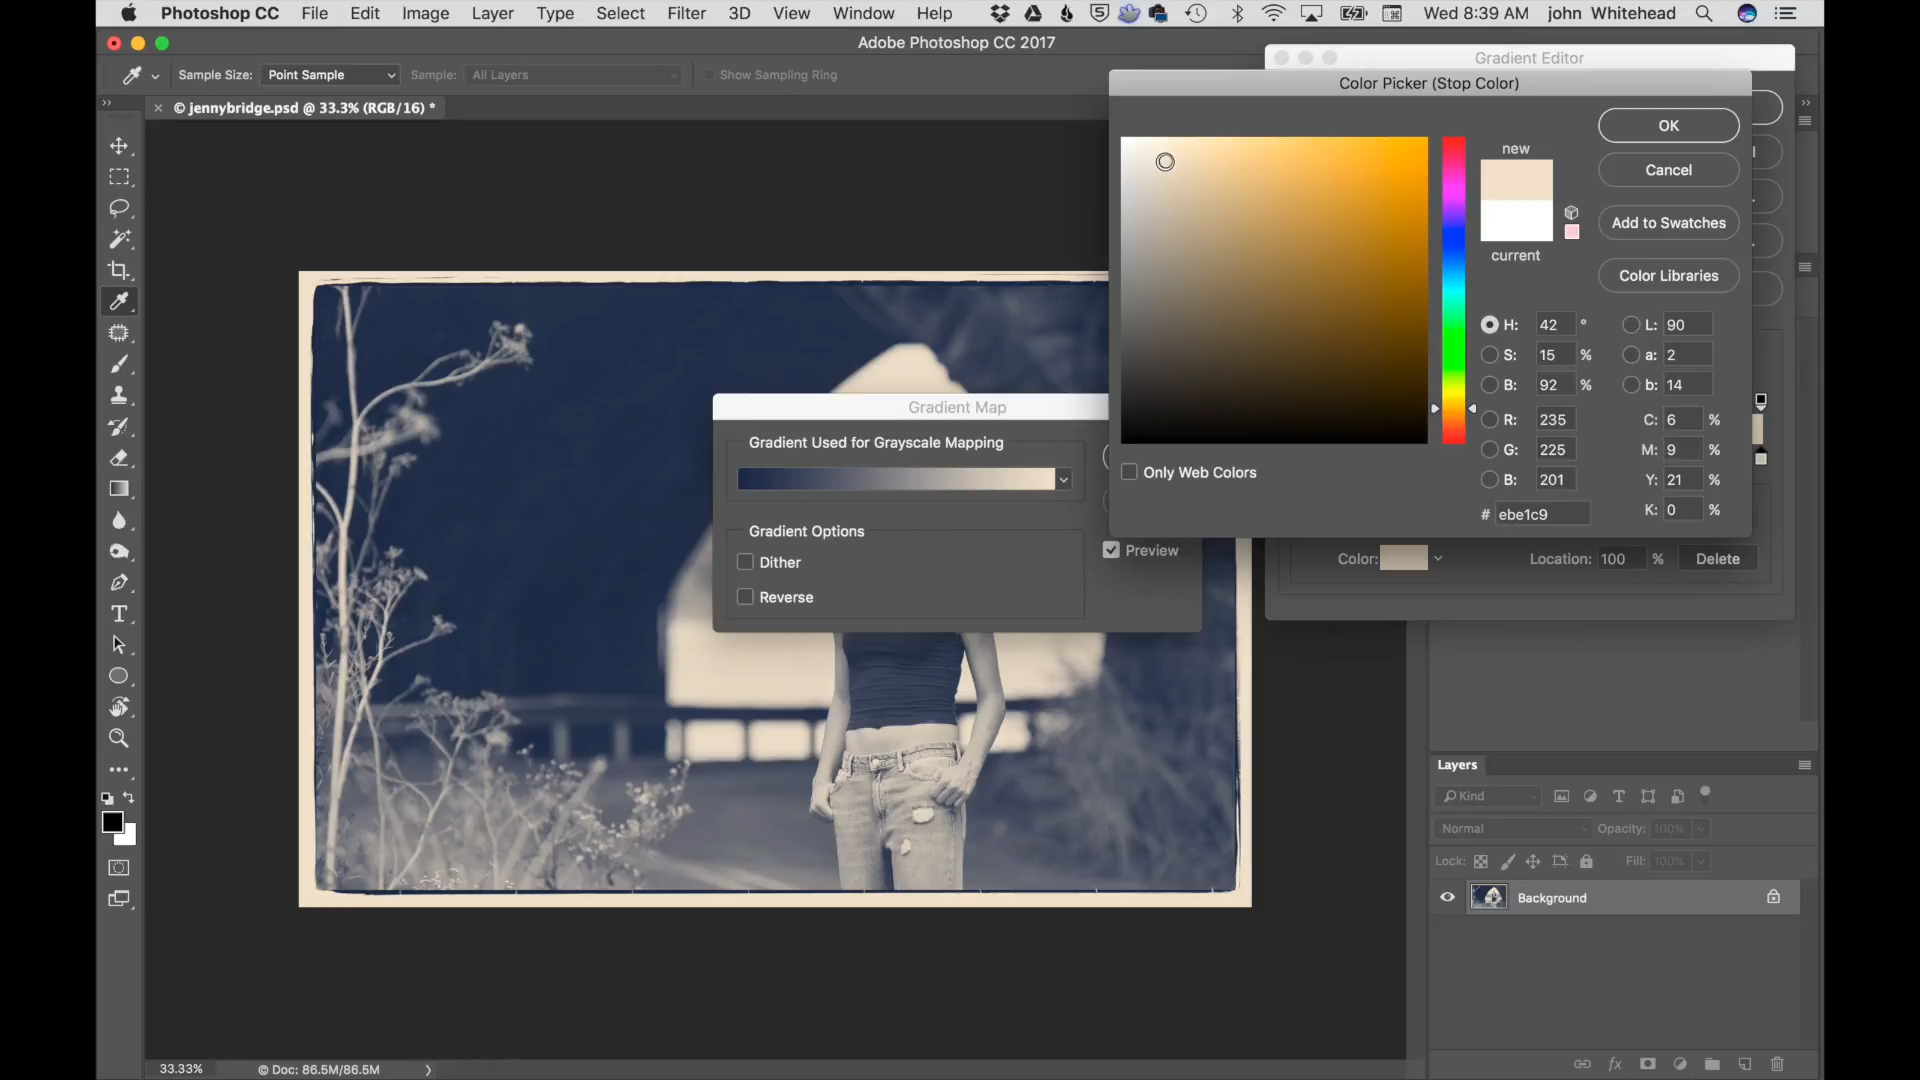 Photoshop CC File Edit Image Layer Type Select Filter 3D View Window Help Wed 8:39 AM john Whitehead
Adobe Photoshop CC 2017
Sample Size: Point Sample Sample: All Layers Show Sampling Ring
© jennybridge.psd @ 33.3% (RGB/16) *
Gradient Editor
Color Picker (Stop Color)
new
current
OK
Cancel
Add to Swatches
Color Libraries
H: 42 ° L: 90
S: 15 % a: 2
B: 92 % b: 14
R: 235 C: 6 %
G: 225 M: 9 %
B: 201 Y: 21 %
# ebe1c9 K: 0 %
Only Web Colors
Gradient Map
Gradient Used for Grayscale Mapping
Gradient Options
Dither
Reverse
Preview
Color: Location: 100 % Delete
Layers
Kind
Normal Opacity: 100%
Lock: Fill: 100%
Background
33.33% © Doc: 86.5M/86.5M